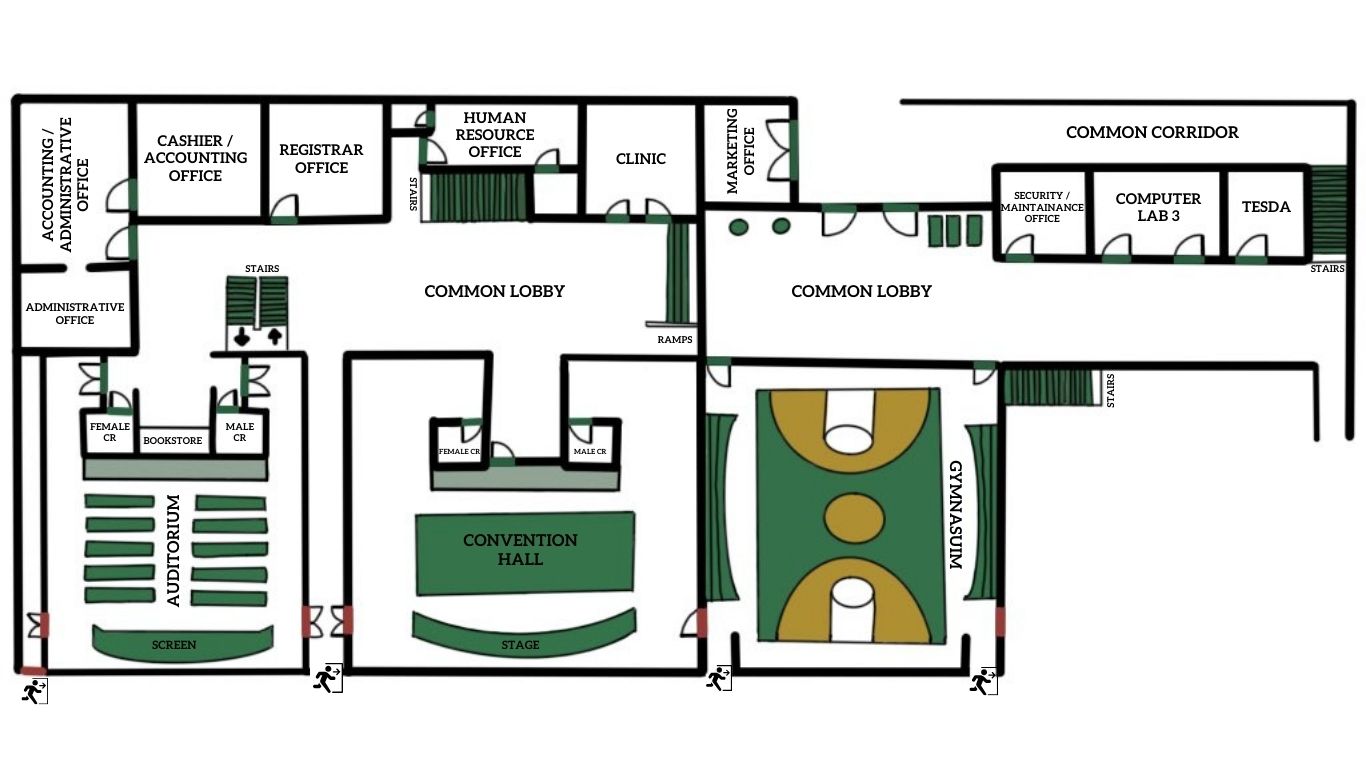 ACCOUNTING /
ADMINISTRATIVE
OFFICE
CASHIER /
ACCOUNTING
OFFICE
REGISTRAR
OFFICE
HUMAN
RESOURCE
OFFICE
STAIRS
CLINIC
MARKETING
OFFICE
COMMON CORRIDOR
SECURITY /
MAINTAINANCE
OFFICE
COMPUTER
LAB 3
TESDA
STAIRS
ADMINISTRATIVE
OFFICE
STAIRS
COMMON LOBBY
RAMPS
COMMON LOBBY
STAIRS
FEMALE
CR
BOOKSTORE
MALE
CR
AUDITORIUM
SCREEN
FEMALE CR
MALE CR
CONVENTION
HALL
STAGE
GYMNASUIM